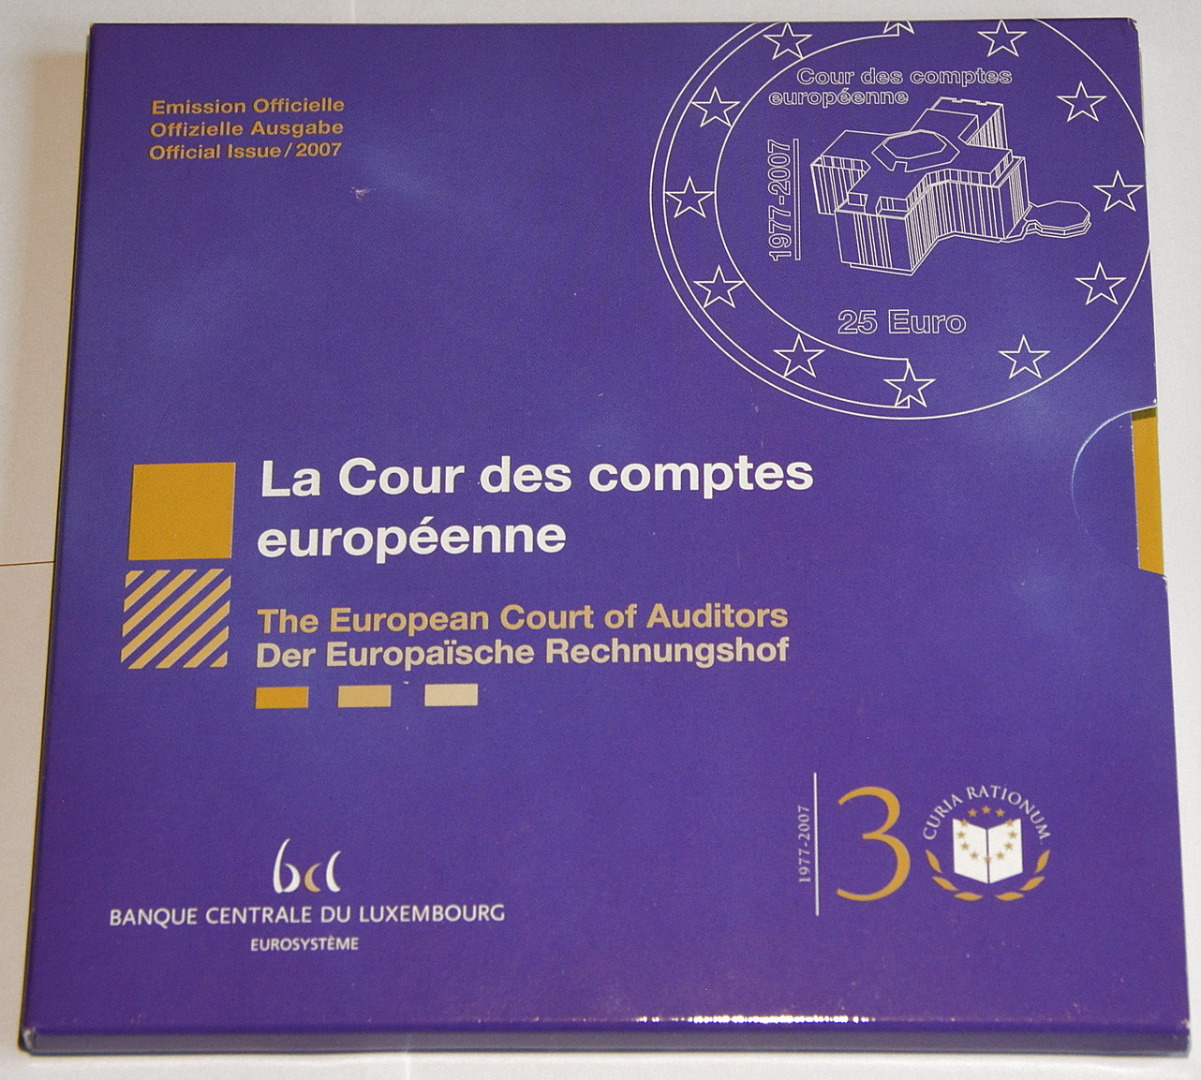 Emission Officielle
Offizielle Ausgabe
Official Issue/2007
Cour des comptes
européenne
1977-2007
25 Euro
La Cour des comptes
européenne
The European Court of Auditors
Der Europaïsche Rechnungshof
bcl
BANQUE CENTRALE DU LUXEMBOURG
EUROSYSTÈME
1977-2007
3
CURIA RATIONUM